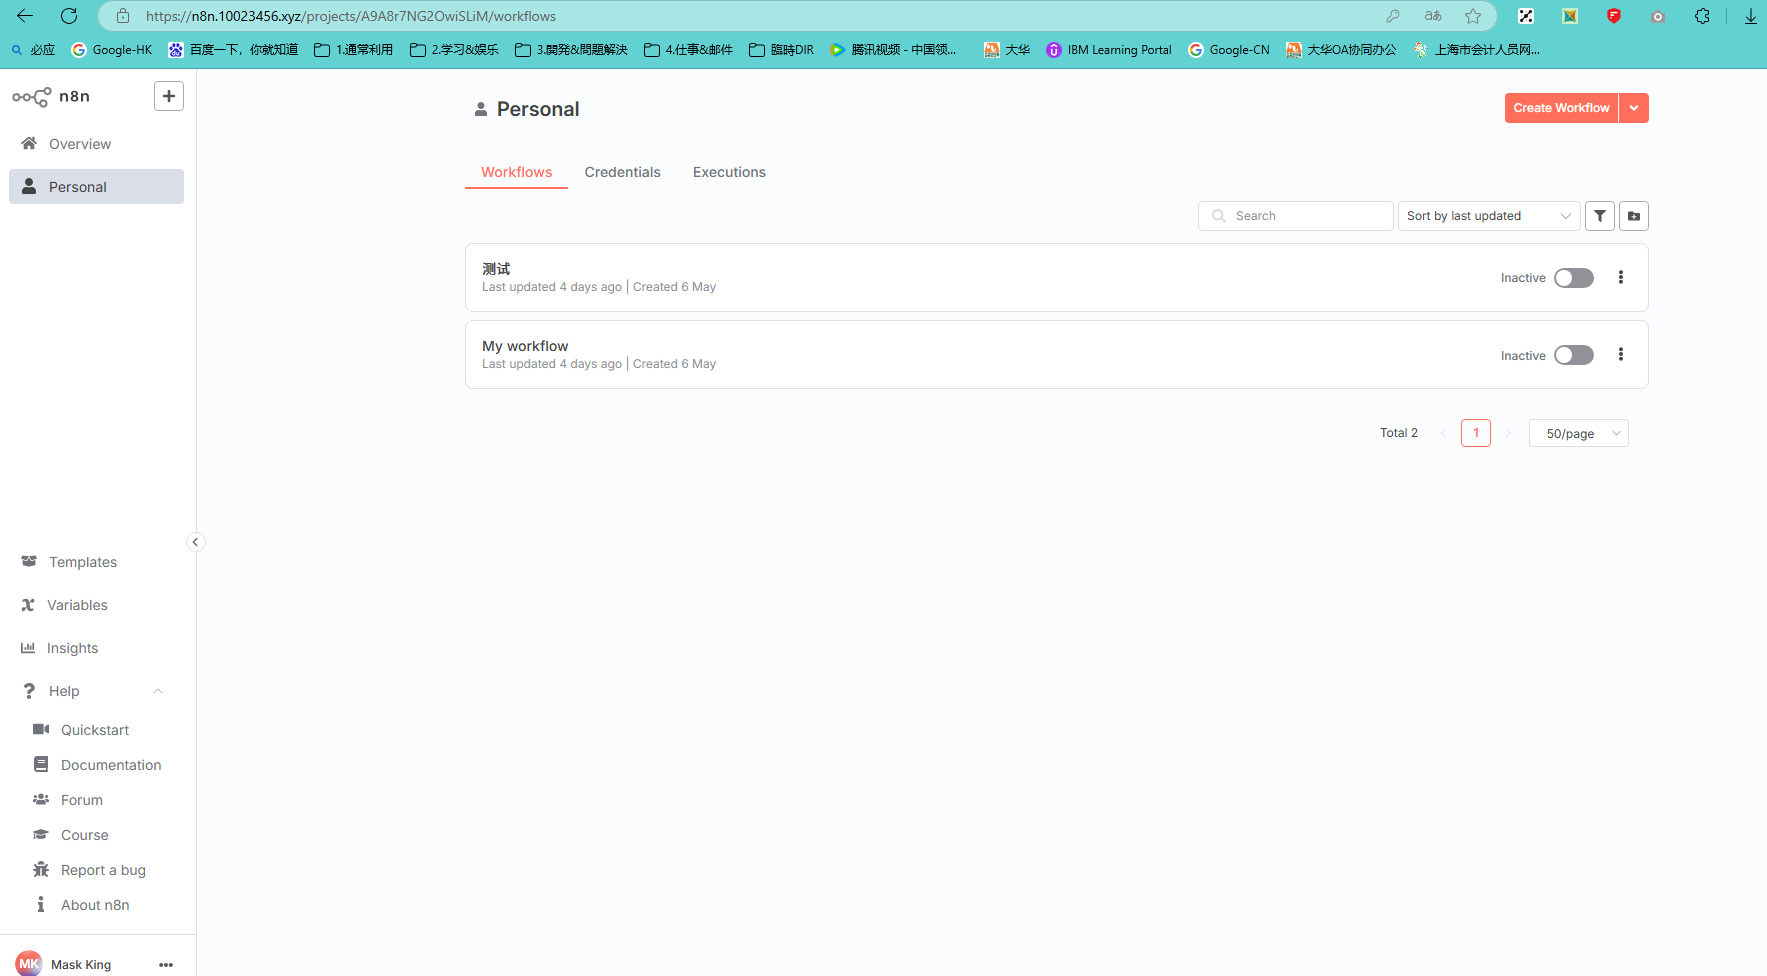 https://n8n.10023456.xyz/projects/A9A8r7NG2OwiSLiM/workflows
必应 Google-HK 百度一下，你就知道 1.通常利用 2.学习&娱乐 3.開発&問題解決 4.仕事&邮件 臨時DIR 腾讯视频 - 中国领... 大华 IBM Learning Portal Google-CN 大华OA协同办公 上海市会计人员网...
n8n
Overview
Personal
Templates
Variables
Insights
Help
Quickstart
Documentation
Forum
Course
Report a bug
About n8n
MK Mask King
Personal
Create Workflow
Workflows Credentials Executions
Search Sort by last updated
测试
Last updated 4 days ago | Created 6 May
Inactive
My workflow
Last updated 4 days ago | Created 6 May
Inactive
Total 2 1 50/page